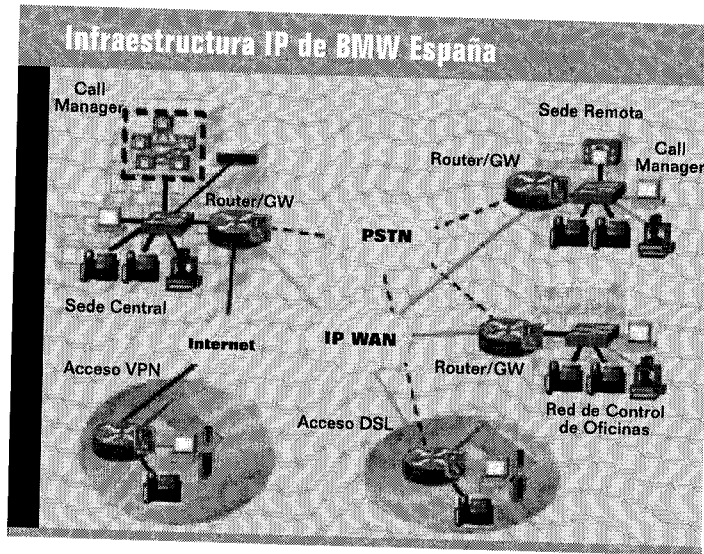 Infraestructura IP de BMW España
Call
Manager
Sede Remota
Call
Manager
Router/GW
Router/GW
PSTN
Sede Central
Internet
IP WAN
Router/GW
Acceso VPN
Acceso DSL
Red de Control
de Oficinas